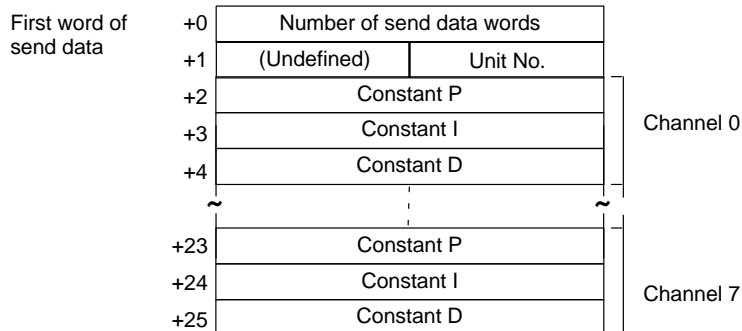 First word of
send data
+0 Number of send data words
+1 (Undefined) Unit No.
+2 Constant P
+3 Constant I
+4 Constant D
Channel 0
~ ~
+23 Constant P
+24 Constant I
+25 Constant D
Channel 7